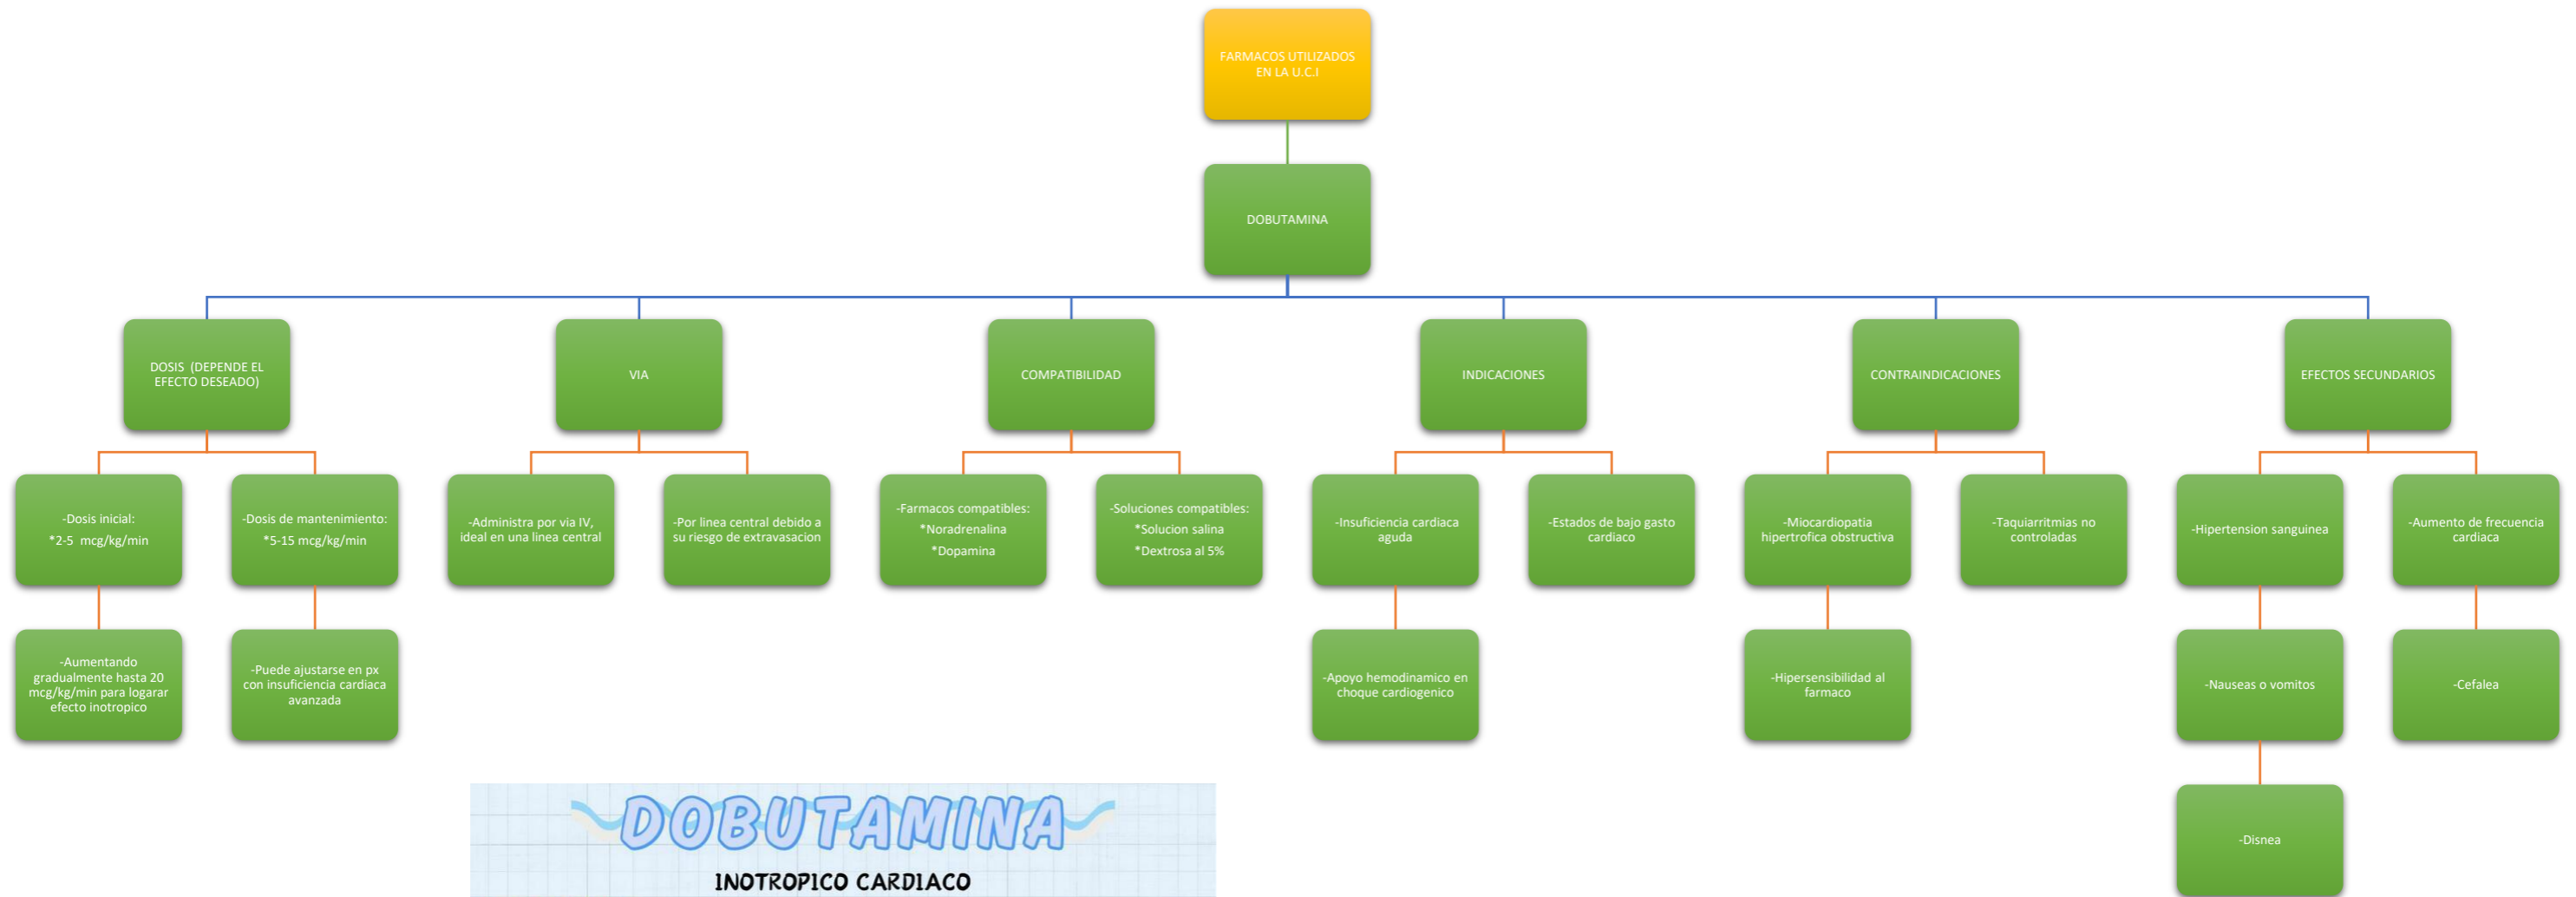 FARMACOS UTILIZADOS
EN LA U.C.I
DOBUTAMINA
DOSIS (DEPENDE EL
EFECTO DESEADO)
-Dosis inicial:
*2-5 mcg/kg/min
-Aumentando
gradualmente hasta 20
mcg/kg/min para logarar
efecto inotropico
-Dosis de mantenimiento:
*5-15 mcg/kg/min
-Puede ajustarse en px
con insuficiencia cardiaca
avanzada
VIA
-Administra por via IV,
ideal en una linea central
-Por linea central debido a
su riesgo de extravasacion
COMPATIBILIDAD
-Farmacos compatibles:
*Noradrenalina
*Dopamina
-Soluciones compatibles:
*Solucion salina
*Dextrosa al 5%
INDICACIONES
-Insuficiencia cardiaca
aguda
-Apoyo hemodinamico en
choque cardiogenico
-Estados de bajo gasto
cardiaco
CONTRAINDICACIONES
-Miocardiopatia
hipertrofica obstructiva
-Hipersensibilidad al
farmaco
-Taquiarritmias no
controladas
EFECTOS SECUNDARIOS
-Hipertension sanguinea
-Nauseas o vomitos
-Disnea
-Aumento de frecuencia
cardiaca
-Cefalea
DOBUTAMINA
INOTROPICO CARDIACO